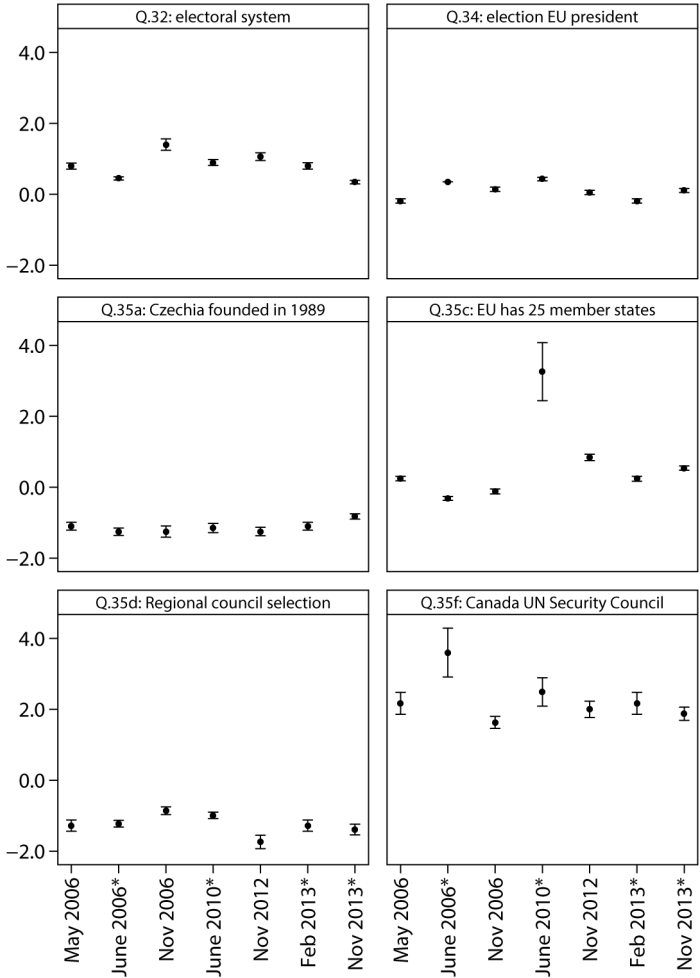 Q.32: electoral system
Q.34: election EU president
4.0
2.0
0.0
−2.0
Q.35a: Czechia founded in 1989
Q.35c: EU has 25 member states
4.0
2.0
0.0
−2.0
Q.35d: Regional council selection
Q.35f: Canada UN Security Council
4.0
2.0
0.0
−2.0
May 2006
June 2006*
Nov 2006
June 2010*
Nov 2012
Feb 2013*
Nov 2013*
May 2006
June 2006*
Nov 2006
June 2010*
Nov 2012
Feb 2013*
Nov 2013*